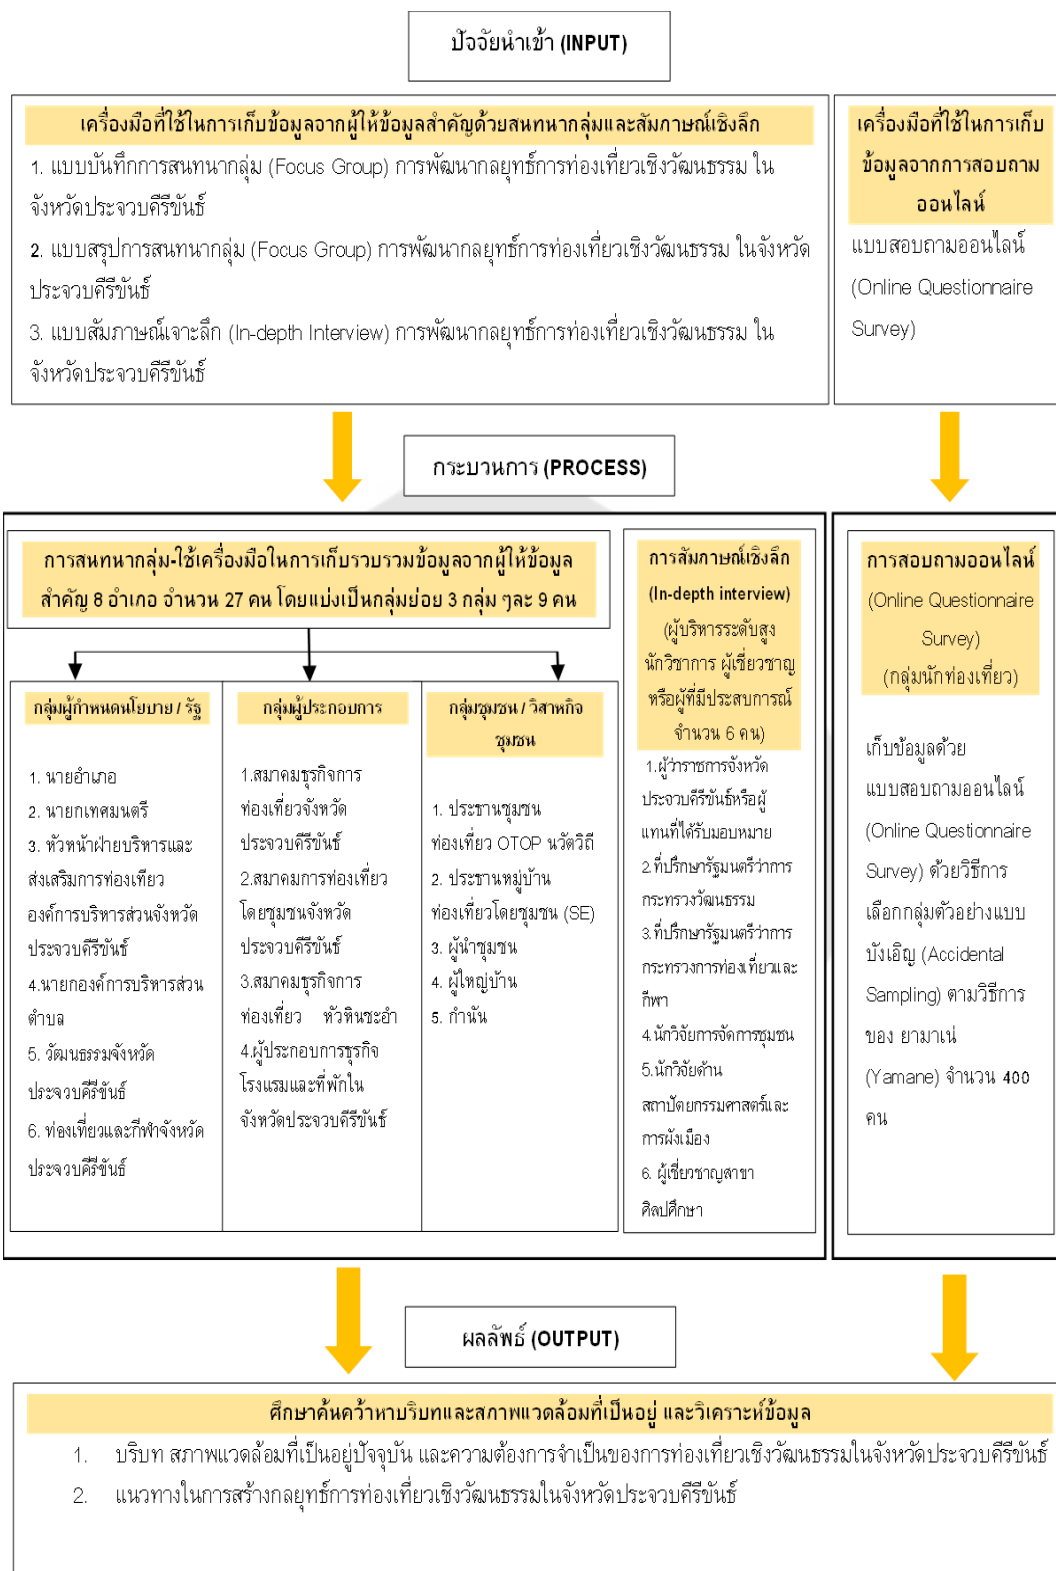 ปัจจัยนำเข้า (INPUT)
เครื่องมือที่ใช้ในการเก็บข้อมูลจากผู้ให้ข้อมูลสำคัญด้วยสนทนากลุ่มและสัมภาษณ์เชิงลึก
1. แบบบันทึกการสนทนากลุ่ม (Focus Group) การพัฒนากลยุทธ์การท่องเที่ยวเชิงวัฒนธรรม ใน
จังหวัดประจวบคีรีขันธ์
2. แบบสรุปการสนทนากลุ่ม (Focus Group) การพัฒนากลยุทธ์การท่องเที่ยวเชิงวัฒนธรรม ในจังหวัด
ประจวบคีรีขันธ์
3. แบบสัมภาษณ์เจาะลึก (In-depth Interview) การพัฒนากลยุทธ์การท่องเที่ยวเชิงวัฒนธรรม ใน
จังหวัดประจวบคีรีขันธ์
เครื่องมือที่ใช้ในการเก็บ
ข้อมูลจากการสอบถาม
ออนไลน์
แบบสอบถามออนไลน์
(Online Questionnaire
Survey)
กระบวนการ (PROCESS)
การสนทนากลุ่ม-ใช้เครื่องมือในการเก็บรวบรวมข้อมูลจากผู้ให้ข้อมูล
สำคัญ 8 อำเภอ จำนวน 27 คน โดยแบ่งเป็นกลุ่มย่อย 3 กลุ่ม ๆละ 9 คน
กลุ่มผู้กำหนดนโยบาย / รัฐ
1. นายอำเภอ
2. นายกเทศมนตรี
3. หัวหน้าฝ่ายบริหารและ
ส่งเสริมการท่องเที่ยว
องค์การบริหารส่วนจังหวัด
ประจวบคีรีขันธ์
4.นายกองค์การบริหารส่วน
ตำบล
5. วัฒนธรรมจังหวัด
ประจวบคีรีขันธ์
6. ท่องเที่ยวและกีฬาจังหวัด
ประจวบคีรีขันธ์
กลุ่มผู้ประกอบการ
1.สมาคมธุรกิจการ
ท่องเที่ยวจังหวัด
ประจวบคีรีขันธ์
2.สมาคมการท่องเที่ยว
โดยชุมชนจังหวัด
ประจวบคีรีขันธ์
3.สมาคมธุรกิจการ
ท่องเที่ยว หัวหินชะอำ
4.ผู้ประกอบการธุรกิจ
โรงแรมและที่พักใน
จังหวัดประจวบคีรีขันธ์
กลุ่มชุมชน / วิสาหกิจ
ชุมชน
1. ประธานชุมชน
ท่องเที่ยว OTOP นวัตวิถี
2. ประธานหมู่บ้าน
ท่องเที่ยวโดยชุมชน (SE)
3. ผู้นำชุมชน
4. ผู้ใหญ่บ้าน
5. กำนัน
การสัมภาษณ์เชิงลึก
(In-depth interview)
(ผู้บริหารระดับสูง
นักวิชาการ ผู้เชี่ยวชาญ
หรือผู้ที่มีประสบการณ์
จำนวน 6 คน)
1.ผู้ว่าราชการจังหวัด
ประจวบคีรีขันธ์หรือผู้
แทนที่ได้รับมอบหมาย
2.ที่ปรึกษารัฐมนตรีว่าการ
กระทรวงวัฒนธรรม
3.ที่ปรึกษารัฐมนตรีว่าการ
กระทรวงการท่องเที่ยวและ
กีฬา
4.นักวิจัยการจัดการชุมชน
5.นักวิจัยด้าน
สถาปัตยกรรมศาสตร์และ
การผังเมือง
6. ผู้เชี่ยวชาญสาขา
ศิลปศึกษา
การสอบถามออนไลน์
(Online Questionnaire
Survey)
(กลุ่มนักท่องเที่ยว)
เก็บข้อมูลด้วย
แบบสอบถามออนไลน์
(Online Questionnaire
Survey) ด้วยวิธีการ
เลือกกลุ่มตัวอย่างแบบ
บังเอิญ (Accidental
Sampling) ตามวิธีการ
ของ ยามาเน่
(Yamane) จำนวน 400
คน
ผลลัพธ์ (OUTPUT)
ศึกษาค้นคว้าหาบริบทและสภาพแวดล้อมที่เป็นอยู่ และวิเคราะห์ข้อมูล
1. บริบท สภาพแวดล้อมที่เป็นอยู่ปัจจุบัน และความต้องการจำเป็นของการท่องเที่ยวเชิงวัฒนธรรมในจังหวัดประจวบคีรีขันธ์
2. แนวทางในการสร้างกลยุทธ์การท่องเที่ยวเชิงวัฒนธรรมในจังหวัดประจวบคีรีขันธ์